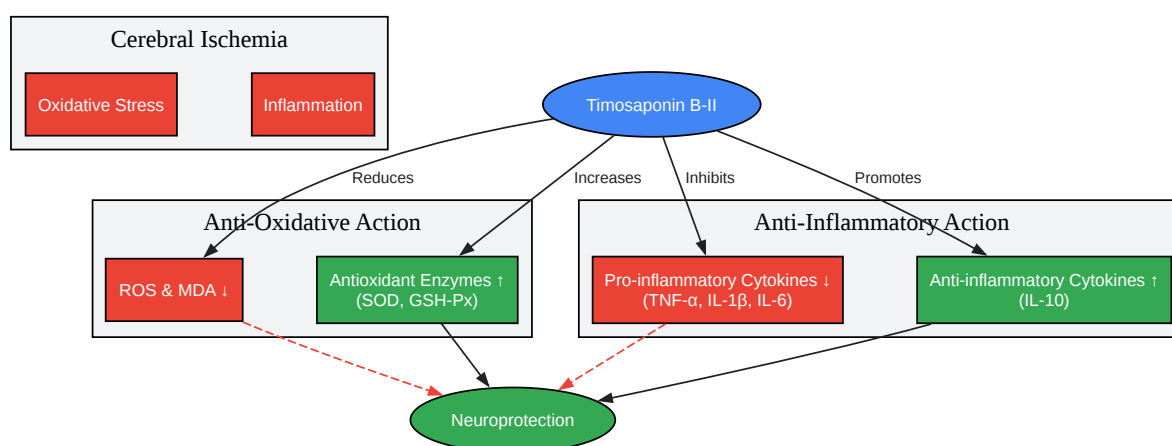 Cerebral Ischemia
Oxidative Stress
Inflammation
Timosaponin B-II
Reduces
Increases
Inhibits
Promotes
Anti-Oxidative Action
Anti-Inflammatory Action
ROS & MDA ↓
Antioxidant Enzymes ↑
(SOD, GSH-Px)
Pro-inflammatory Cytokines ↓
(TNF-α, IL-1β, IL-6)
Anti-inflammatory Cytokines ↑
(IL-10)
Neuroprotection